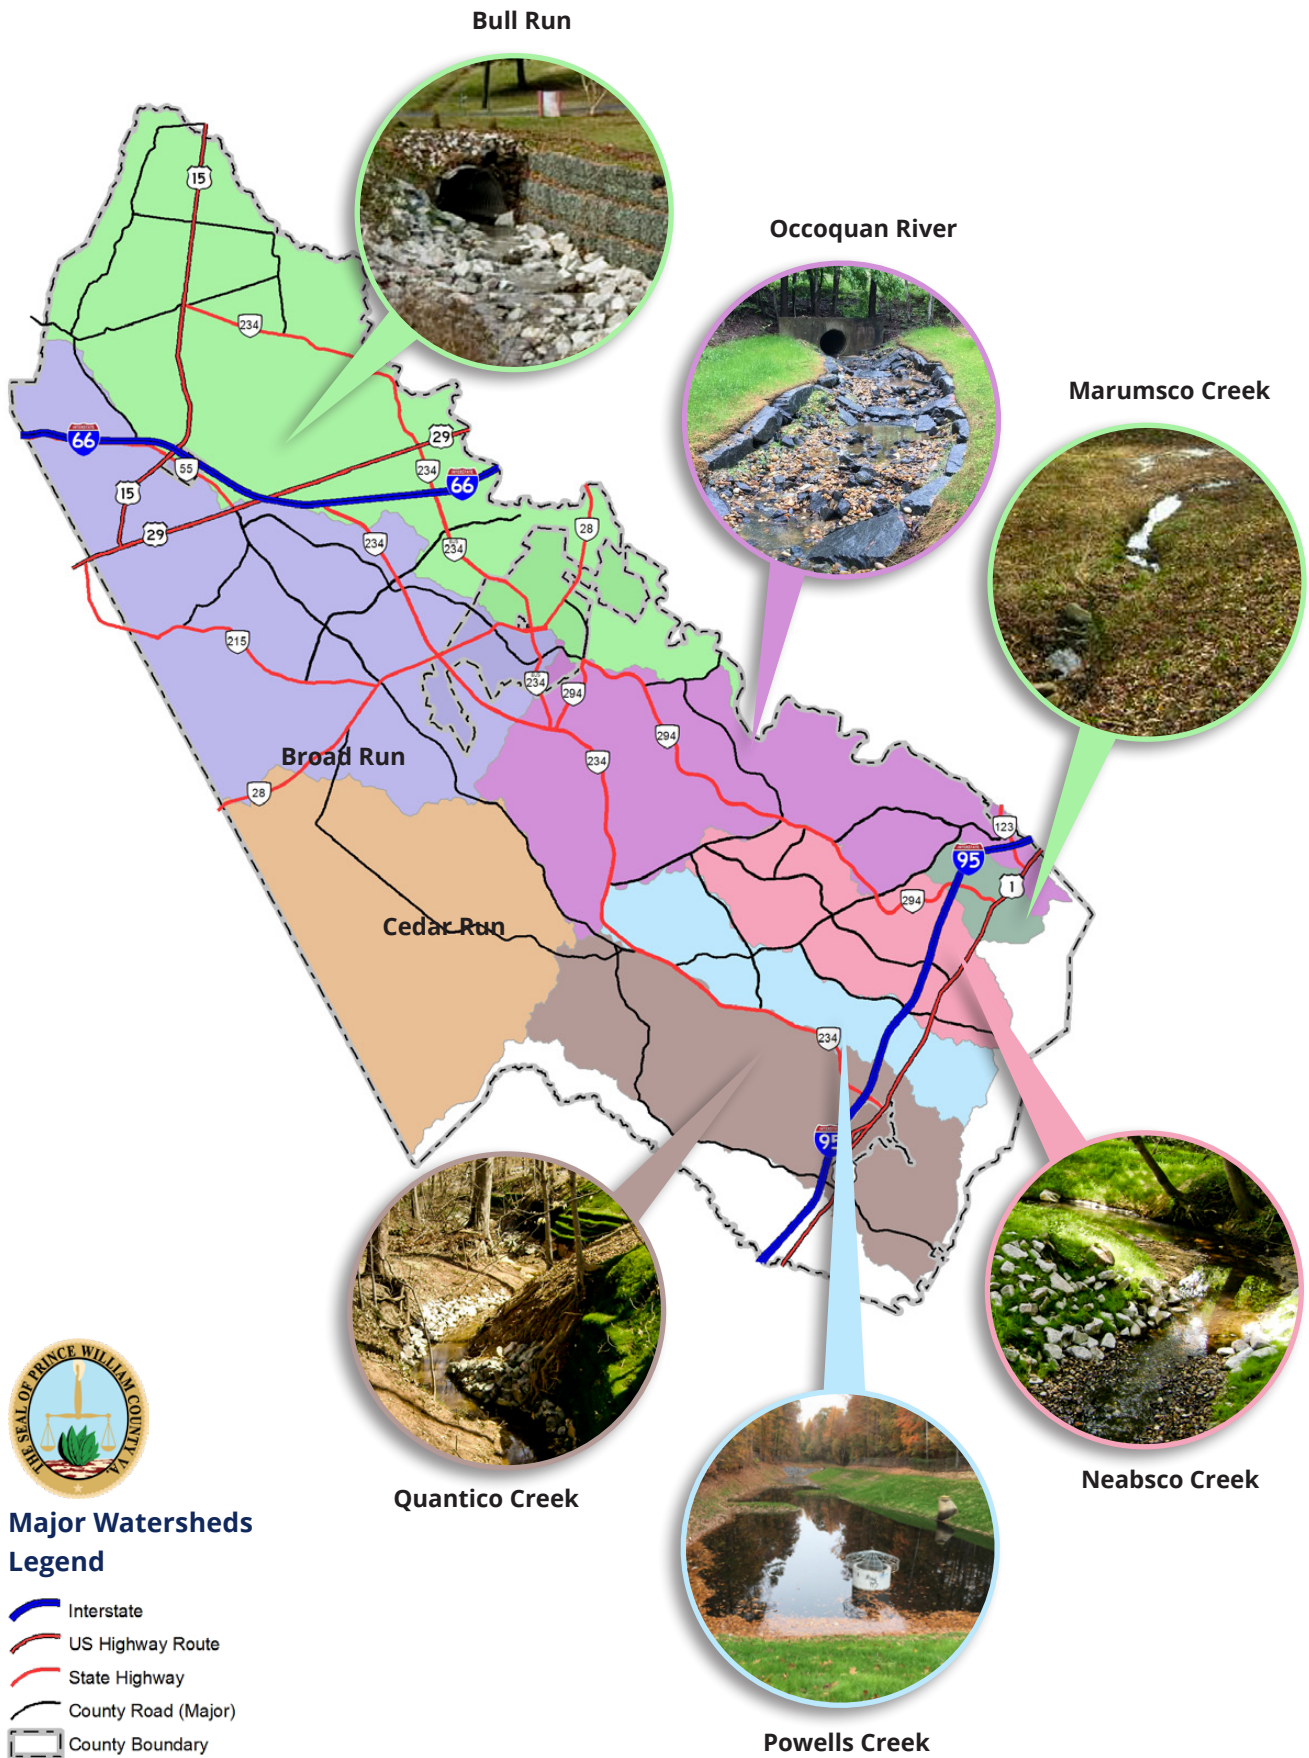 Bull Run
15
Occoquan River
234
Marumsco Creek
29
66
55
234
66
15
29
28
234
234
215
234
294
294
234
Broad Run
28
123
95
1
294
Cedar Run
234
95
THE SEAL OF PRINCE WILLIAM COUNTY VA.
Quantico Creek
Neabsco Creek
Major Watersheds
Legend
Interstate
US Highway Route
State Highway
County Road (Major)
County Boundary
Powells Creek